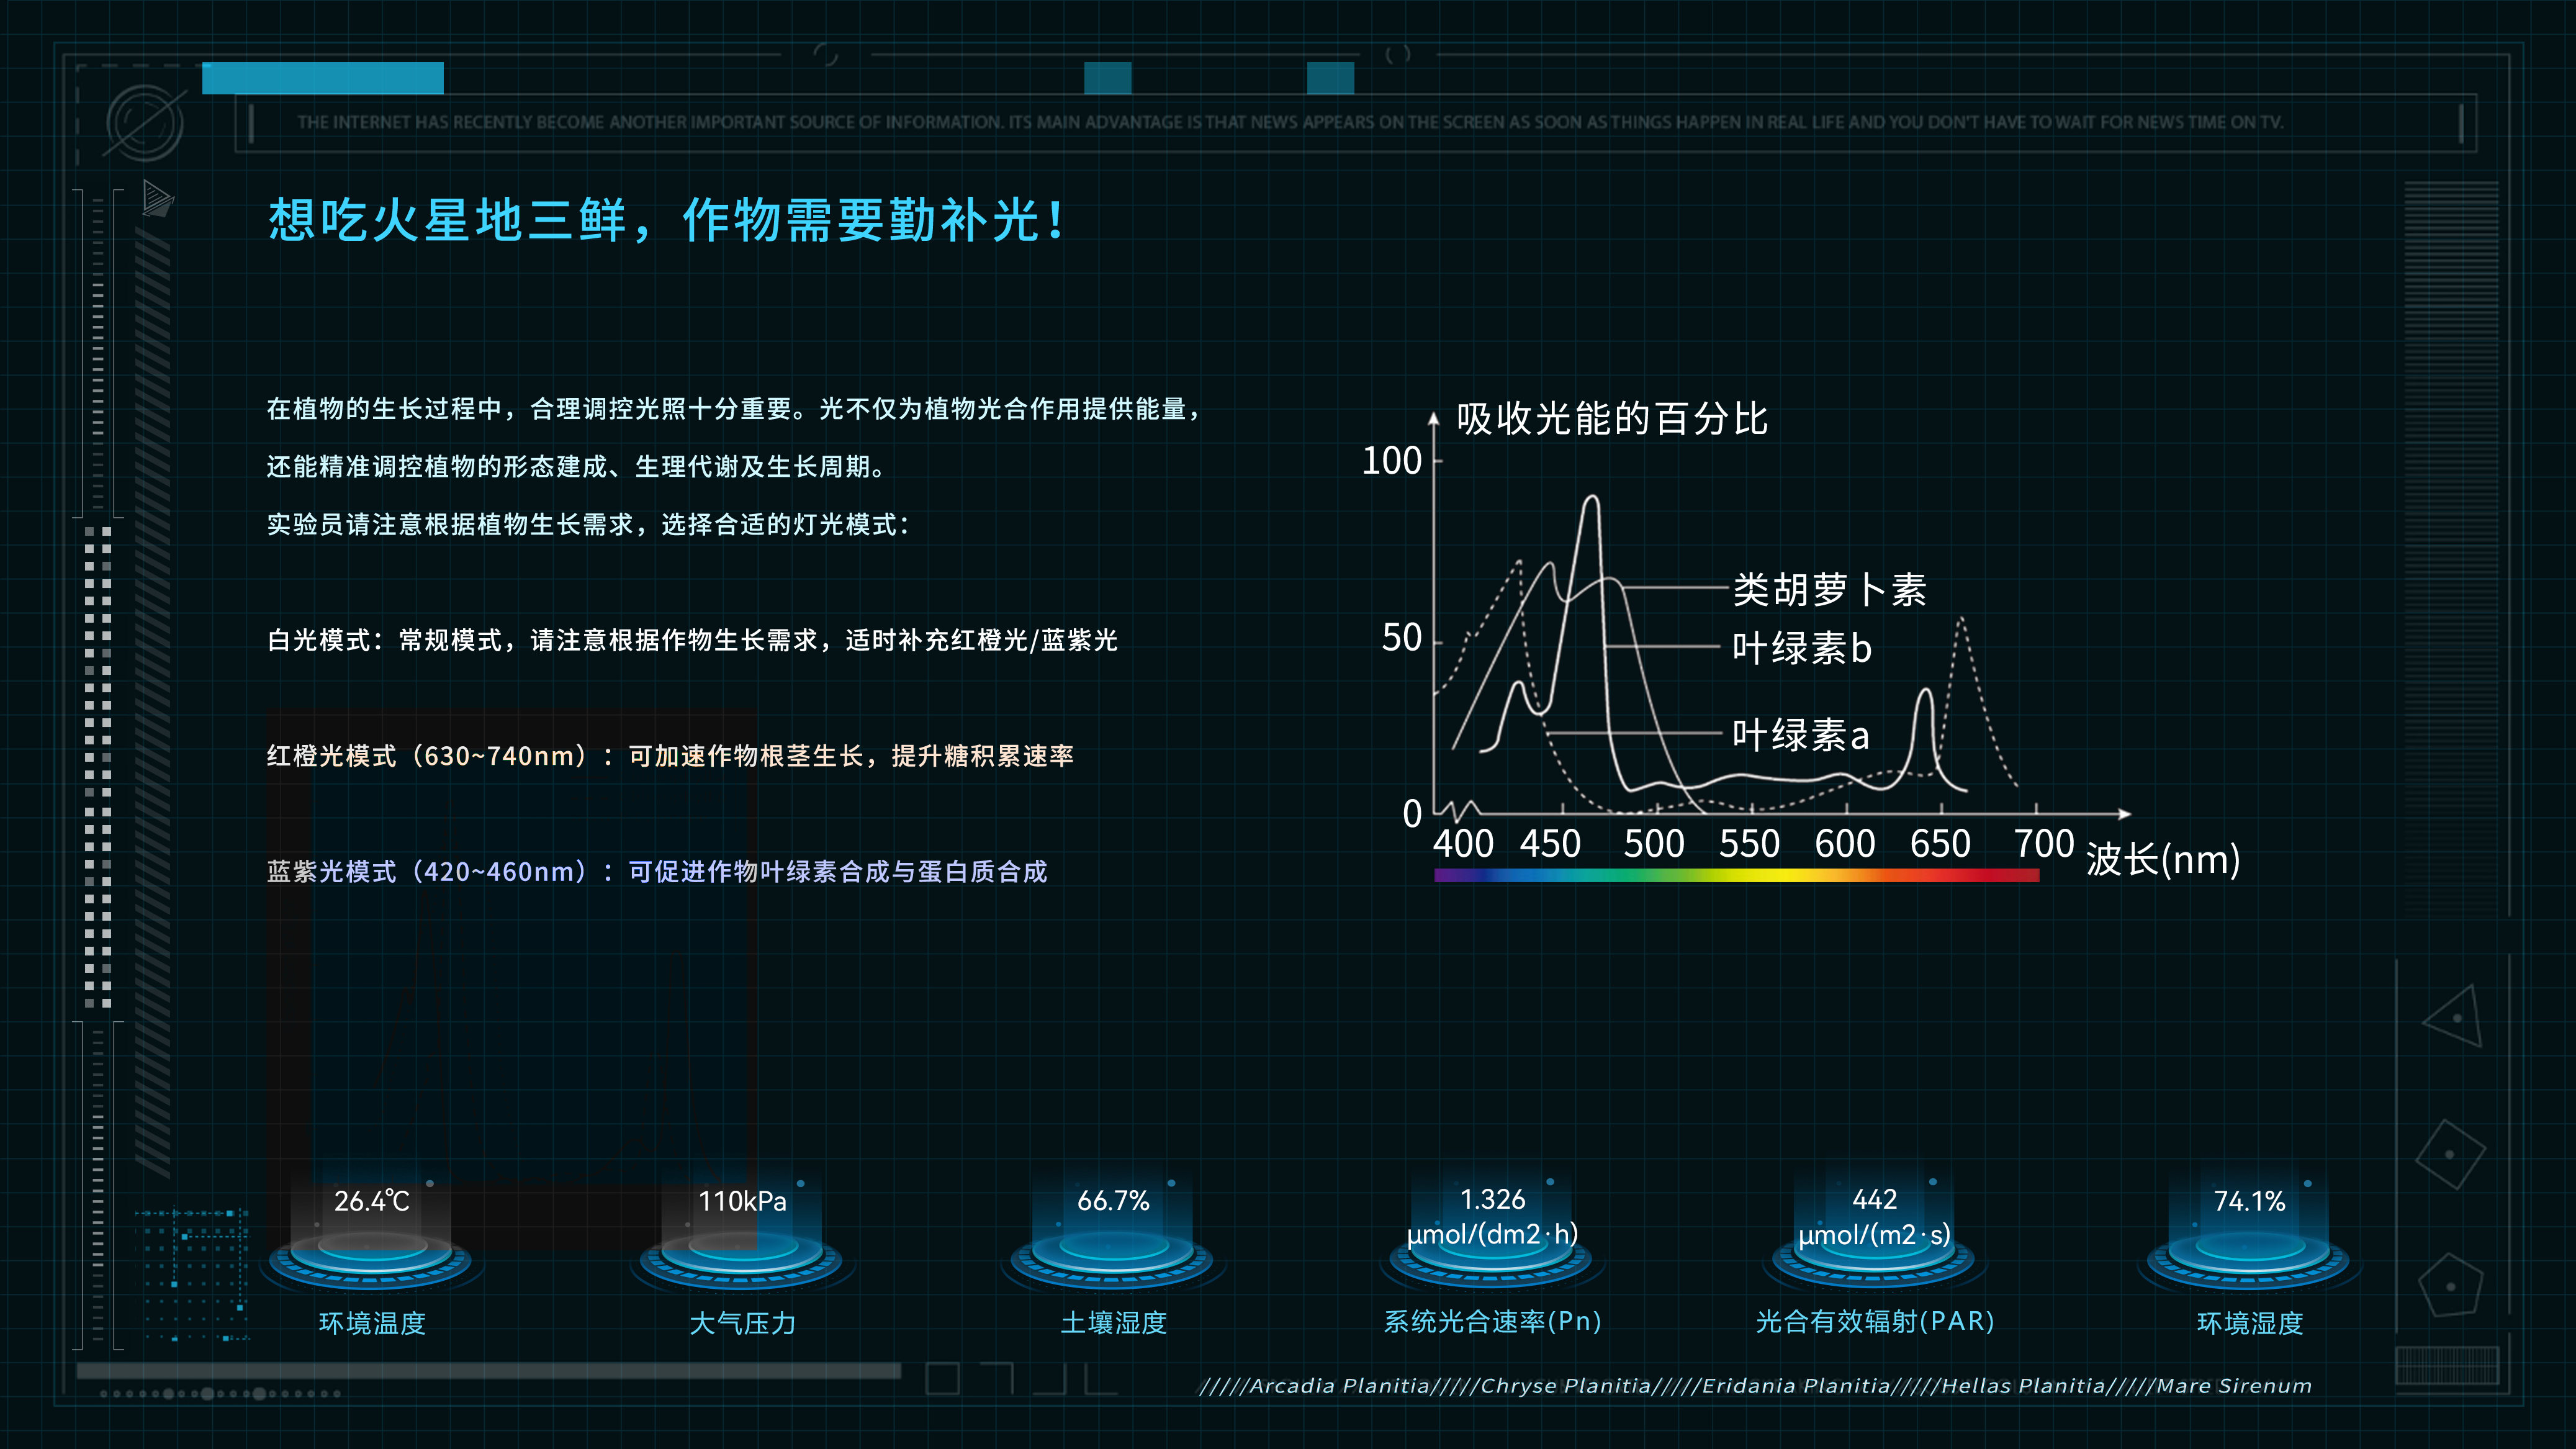 THE INTERNET HAS RECENTLY BECOME ANOTHER IMPORTANT SOURCE OF INFORMATION. ITS MAIN ADVANTAGE IS THAT NEWS APPEARS ON THE SCREEN AS SOON AS THINGS HAPPEN IN REAL LIFE AND YOU DON'T HAVE TO WAIT FOR NEWS TIME ON TV.
想吃火星地三鲜，作物需要勤补光！
在植物的生长过程中，合理调控光照十分重要。光不仅为植物光合作用提供能量，
还能精准调控植物的形态建成、生理代谢及生长周期。
实验员请注意根据植物生长需求，选择合适的灯光模式：
白光模式：常规模式，请注意根据作物生长需求，适时补充红橙光/蓝紫光
红橙光模式（630~740nm）：可加速作物根茎生长，提升糖积累速率
蓝紫光模式（420~460nm）：可促进作物叶绿素合成与蛋白质合成
吸收光能的百分比
100
50
0
类胡萝卜素
叶绿素b
叶绿素a
400 450 500 550 600 650 700 波长(nm)
26.4℃
环境温度
110kPa
大气压力
66.7%
土壤湿度
1.326
μmol/(dm2·h)
系统光合速率(Pn)
442
μmol/(m2·s)
光合有效辐射(PAR)
74.1%
环境湿度
/////Arcadia Planitia/////Chryse Planitia/////Eridania Planitia/////Hellas Planitia/////Mare Sirenum